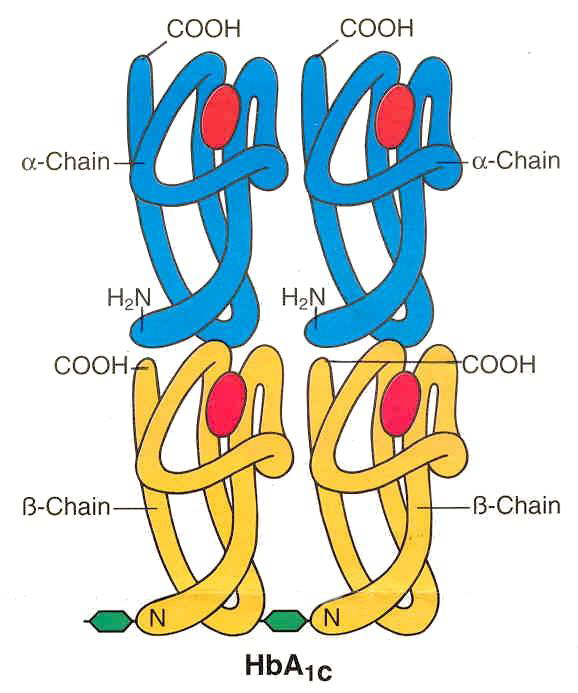 COOH COOH
α-Chain α-Chain
H₂N H₂N
COOH COOH
ß-Chain ß-Chain
N N
HbA₁c